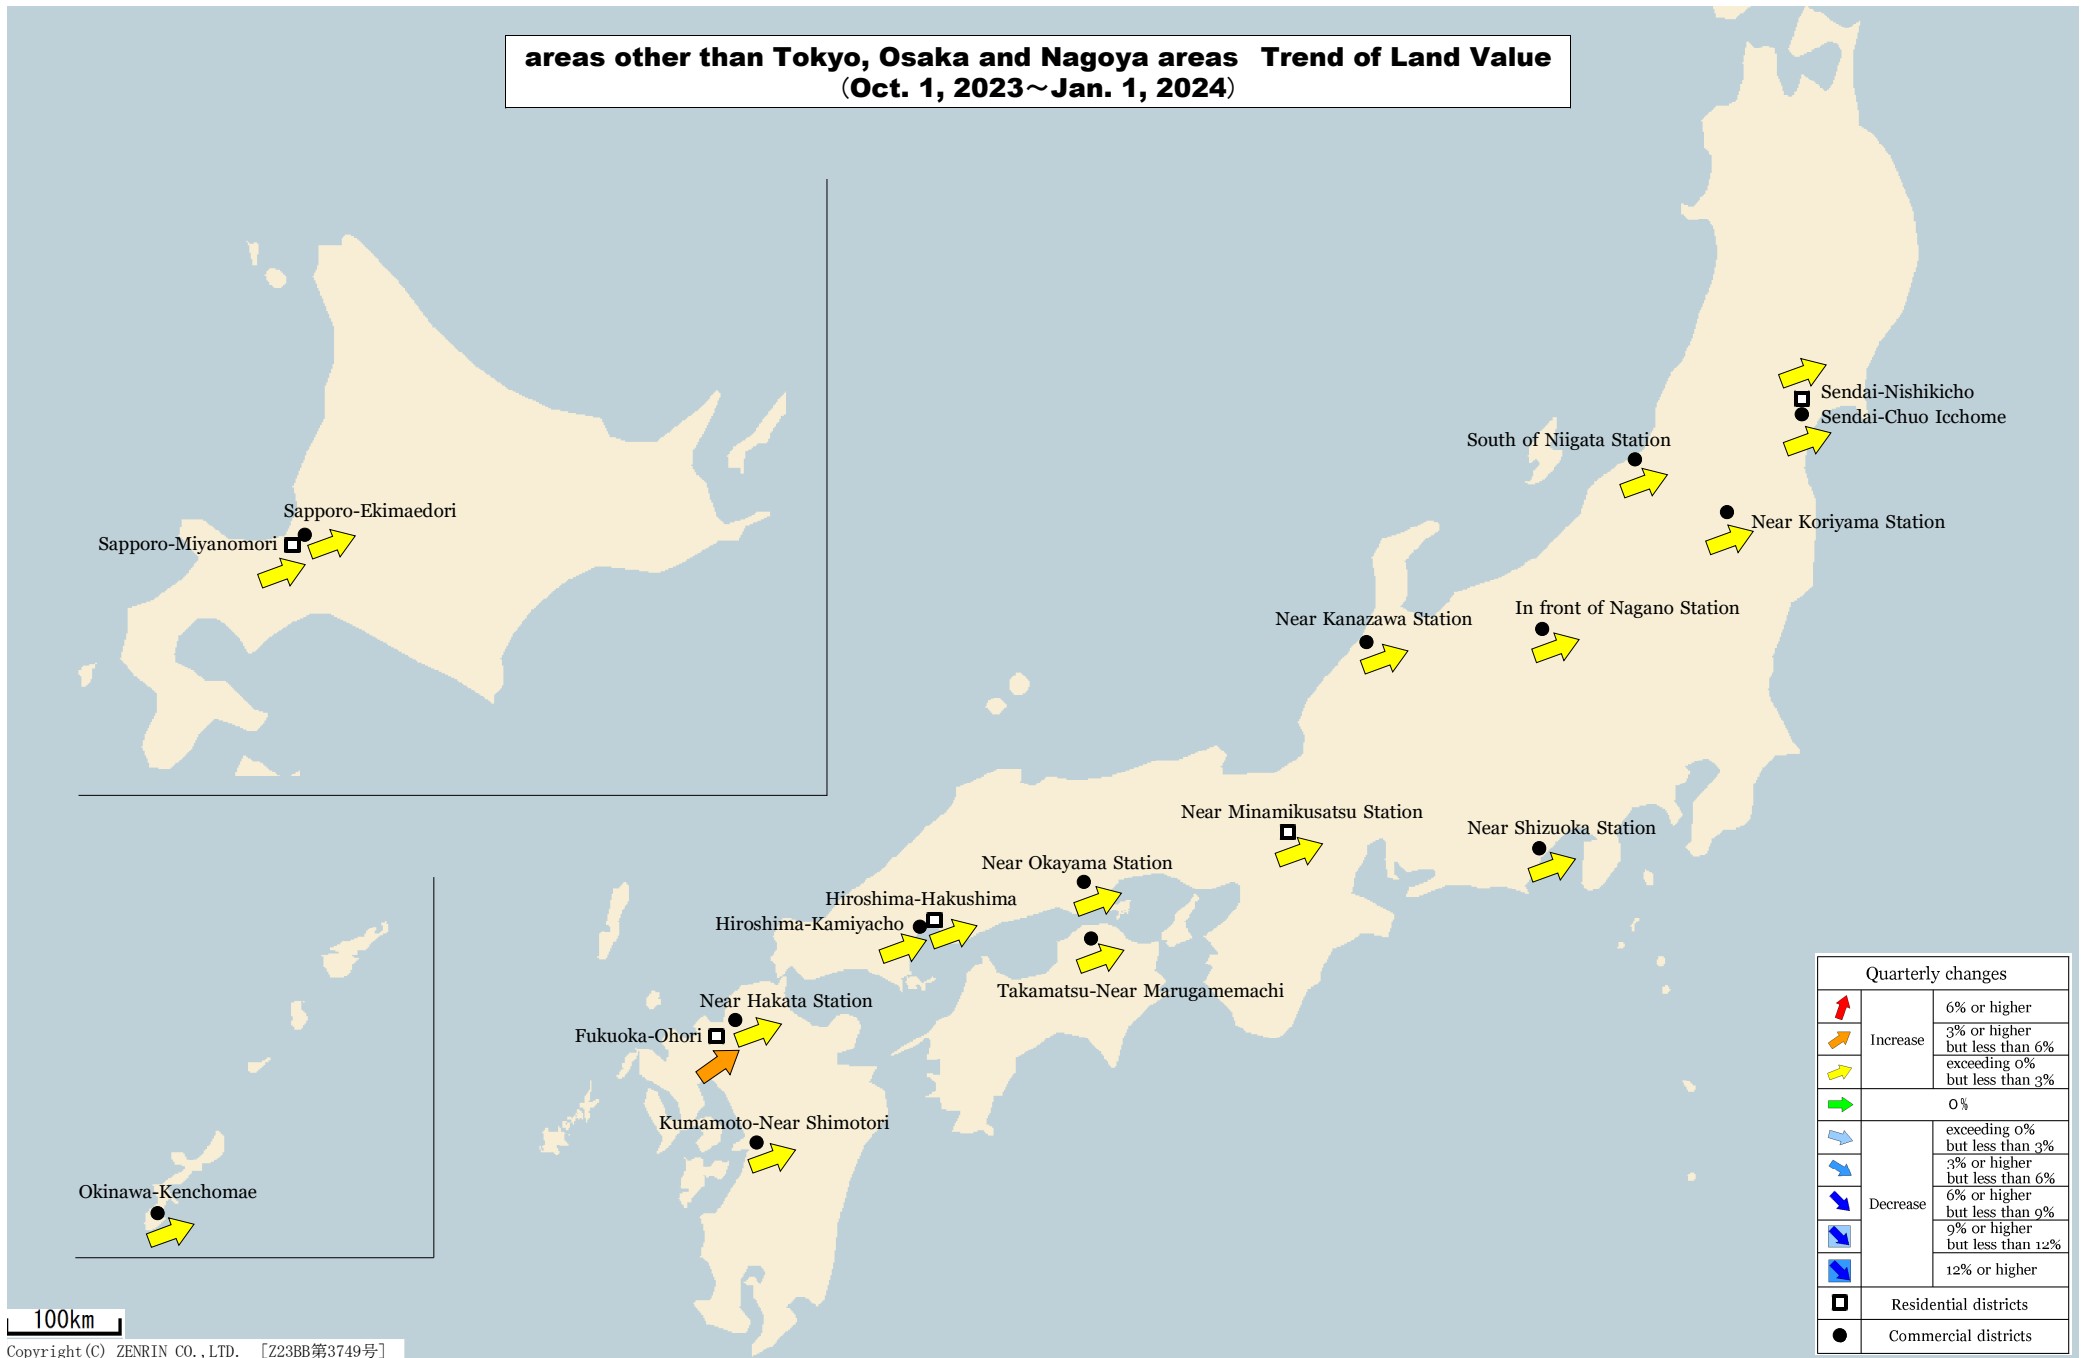 areas other than Tokyo, Osaka and Nagoya areas Trend of Land Value
（Oct. 1, 2023～Jan. 1, 2024）
Sendai-Nishikicho
Sendai-Chuo Icchome
South of Niigata Station
Near Koriyama Station
Sapporo-Ekimaedori
Sapporo-Miyanomori
In front of Nagano Station
Near Kanazawa Station
Near Minamikusatsu Station
Near Shizuoka Station
Near Okayama Station
Hiroshima-Hakushima
Hiroshima-Kamiyacho
Takamatsu-Near Marugamemachi
Near Hakata Station
Fukuoka-Ohori
Kumamoto-Near Shimotori
Okinawa-Kenchomae
Quarterly changes
6% or higher
3% or higher
but less than 6%
Increase
exceeding 0%
but less than 3%
0%
exceeding 0%
but less than 3%
3% or higher
but less than 6%
6% or higher
but less than 9%
Decrease
9% or higher
but less than 12%
12% or higher
Residential districts
Commercial districts
100km
Copyright(C) ZENRIN CO.,LTD. [Z23BB第3749号]